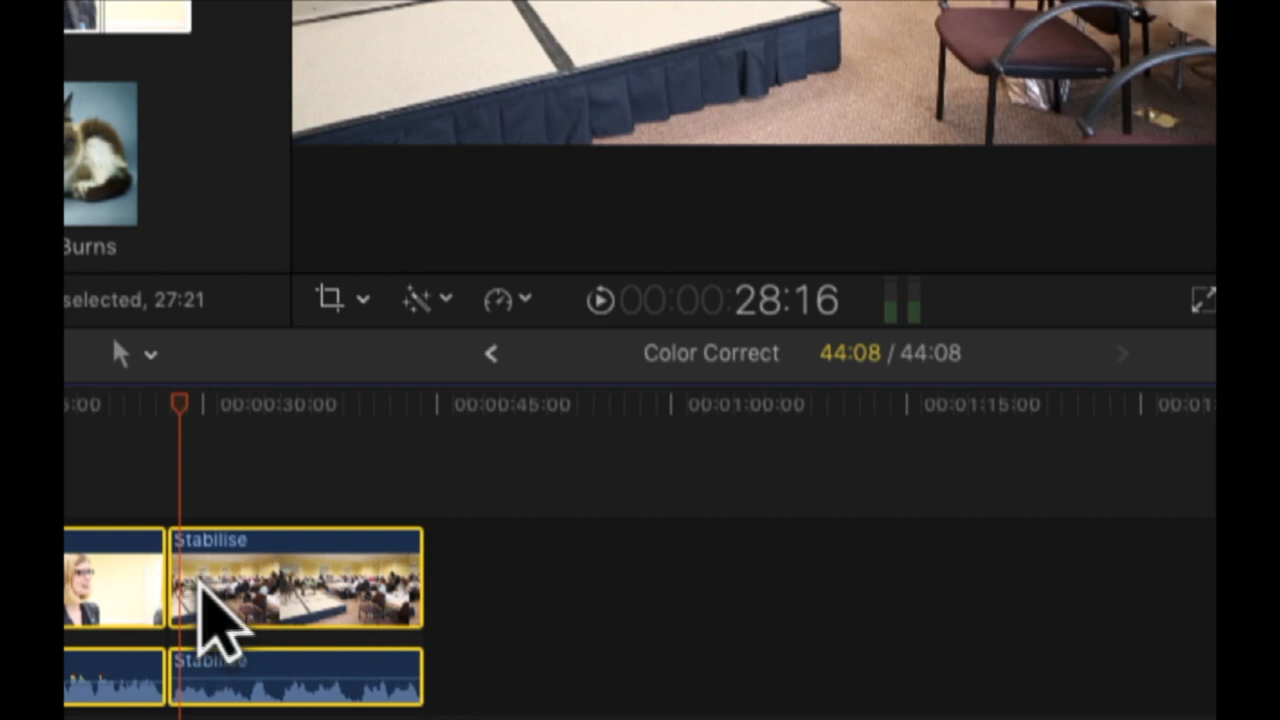 Burns
selected, 27:21
00:00:28:16
Color Correct 44:08 / 44:08
5:00 00:00:30:00 00:00:45:00 00:01:00:00 00:01:15:00 00:01:
Stabilise
Stabilise